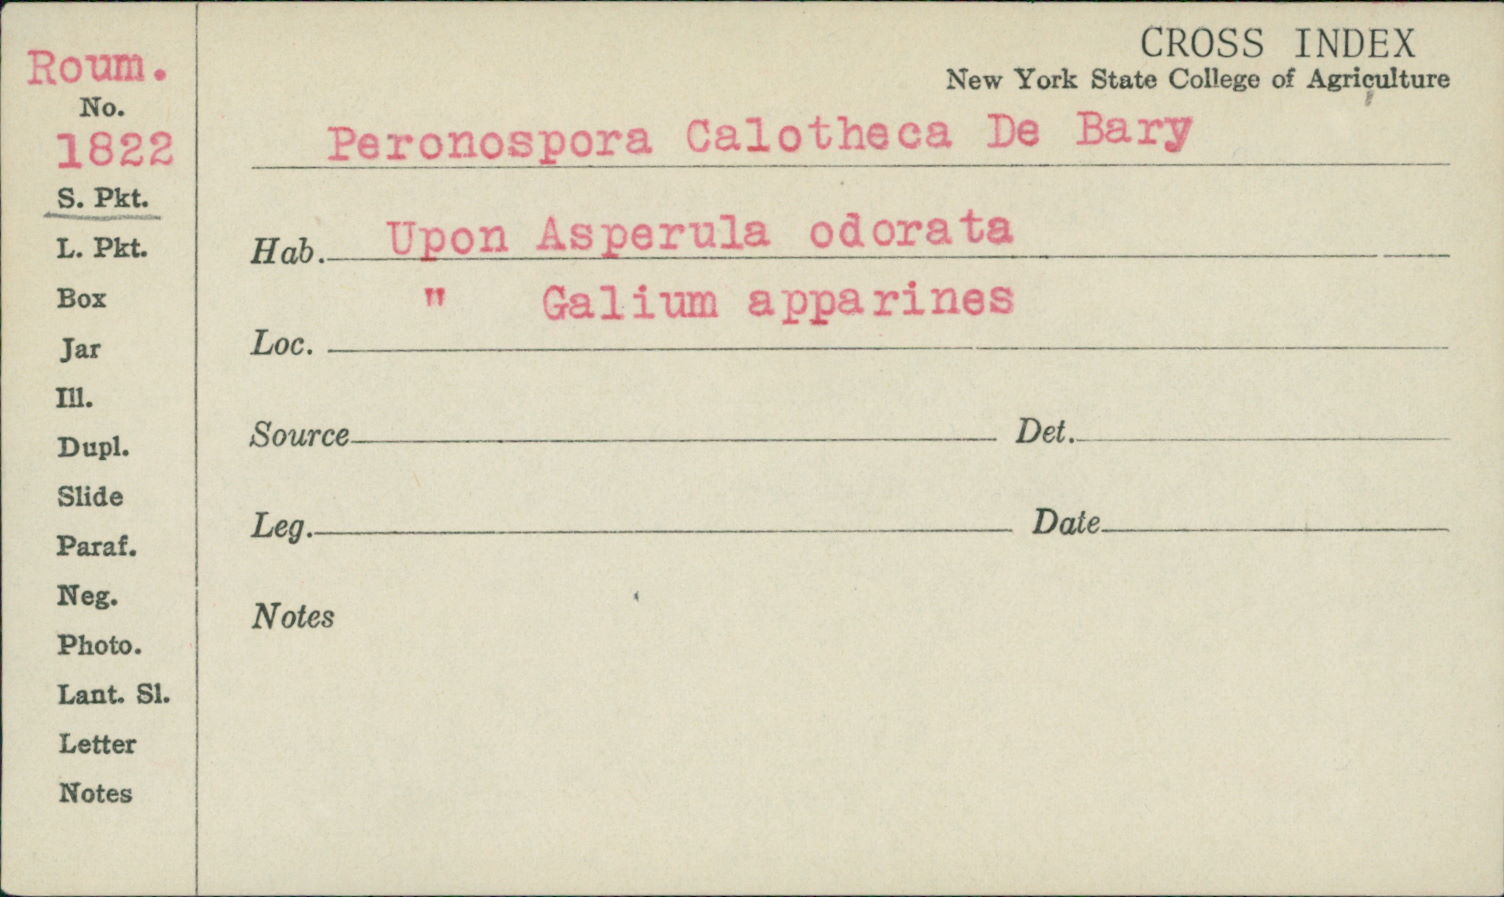 CROSS INDEX
New York State College of Agriculture
Roum.
No.
1822
S. Pkt.
L. Pkt.
Box
Jar
Ill.
Dupl.
Slide
Paraf.
Neg.
Photo.
Lant. Sl.
Letter
Notes
Peronospora Calotheca De Bary
Hab. Upon Asperula odorata
" Galium apparines
Loc.
Source Det.
Leg. Date
Notes